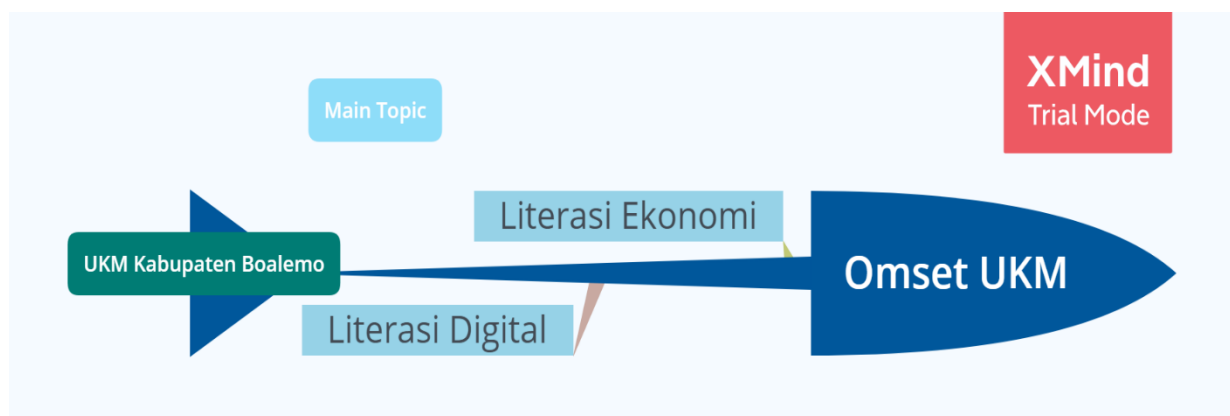 XMind
Trial Mode
Main Topic
Literasi Ekonomi
UKM Kabupaten Boalemo
Omset UKM
Literasi Digital